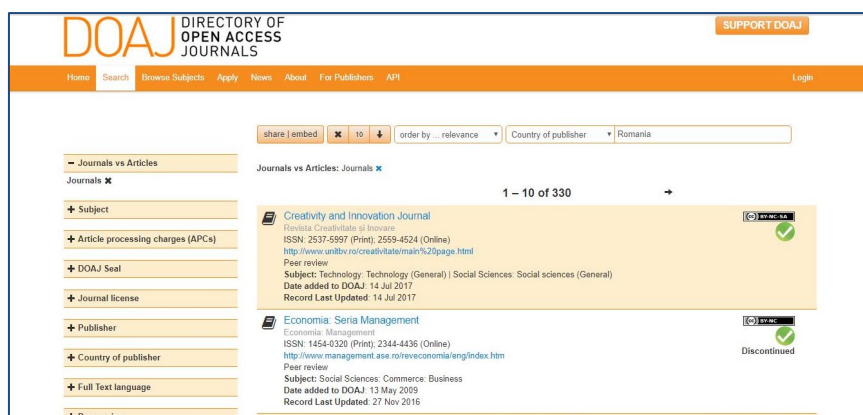 DOAJ DIRECTORY OF
OPEN ACCESS
JOURNALS
SUPPORT DOAJ
Home Search Browse Subjects Apply News About For Publishers API Login
share | embed 10 order by ... relevance Country of publisher Romania
Journals vs Articles
Journals
Subject
Article processing charges (APCs)
DOAJ Seal
Journal license
Publisher
Country of publisher
Full Text language
Journals vs Articles: Journals
1 – 10 of 330
Creativity and Innovation Journal
Revista Creativitate și Inovare
ISSN: 2537-5997 (Print); 2559-4524 (Online)
http://www.unitbv.ro/creativitate/main%20page.html
Peer review
Subject: Technology: Technology (General) | Social Sciences: Social sciences (General)
Date added to DOAJ: 14 Jul 2017
Record Last Updated: 14 Jul 2017
(cc) BY-NC-SA
Economia: Seria Management
Economia: Management
ISSN: 1454-0320 (Print); 2344-4436 (Online)
http://www.management.ase.ro/reveconomia/eng/index.htm
Peer review
Subject: Social Sciences: Commerce: Business
Date added to DOAJ: 13 May 2009
Record Last Updated: 27 Nov 2016
(cc) BY-NC
Discontinued